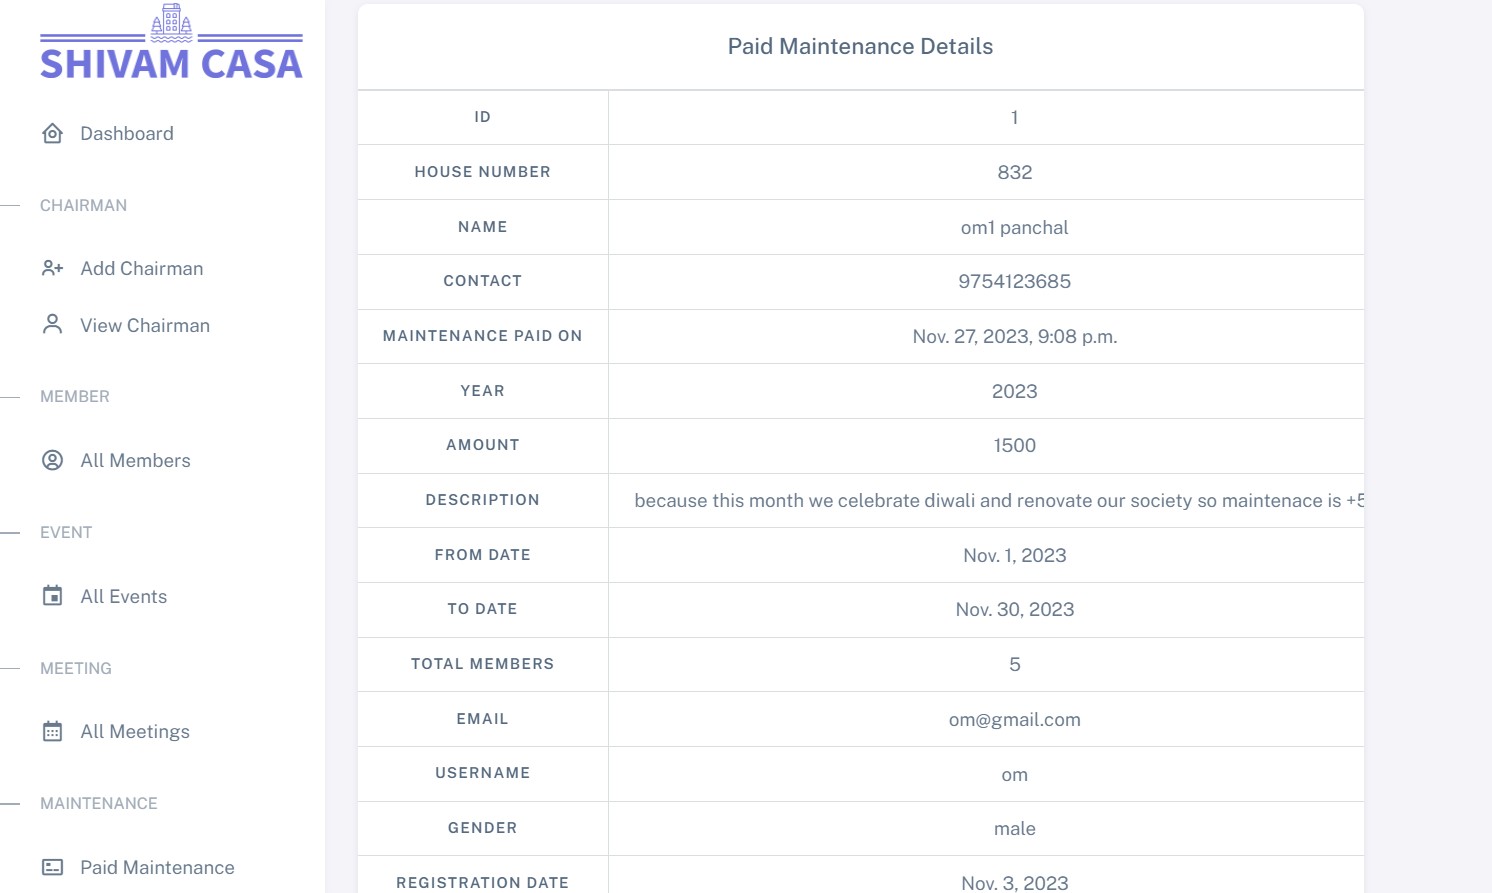 SHIVAM CASA
Dashboard
CHAIRMAN
Add Chairman
View Chairman
MEMBER
All Members
EVENT
All Events
MEETING
All Meetings
MAINTENANCE
Paid Maintenance
Paid Maintenance Details
ID 1
HOUSE NUMBER 832
NAME om1 panchal
CONTACT 9754123685
MAINTENANCE PAID ON Nov. 27, 2023, 9:08 p.m.
YEAR 2023
AMOUNT 1500
DESCRIPTION because this month we celebrate diwali and renovate our society so maintenace is +5
FROM DATE Nov. 1, 2023
TO DATE Nov. 30, 2023
TOTAL MEMBERS 5
EMAIL om@gmail.com
USERNAME om
GENDER male
REGISTRATION DATE Nov. 3, 2023